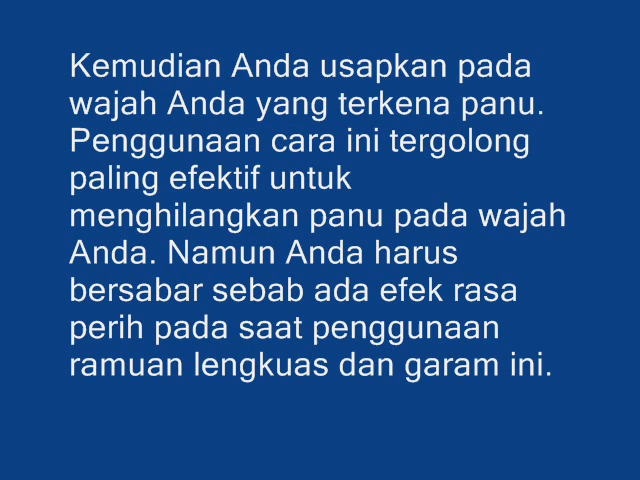 Kemudian Anda usapkan pada
wajah Anda yang terkena panu.
Penggunaan cara ini tergolong
paling efektif untuk
menghilangkan panu pada wajah
Anda. Namun Anda harus
bersabar sebab ada efek rasa
perih pada saat penggunaan
ramuan lengkuas dan garam ini.